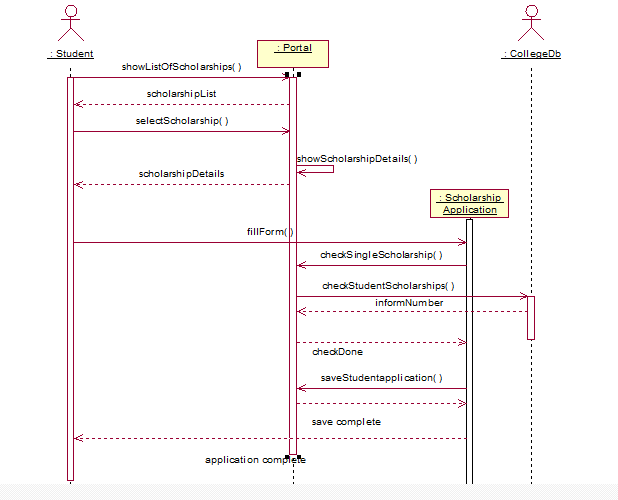 : Student
: Portal
: CollegeDb
showListOfScholarships( )
scholarshipList
selectScholarship( )
showScholarshipDetails( )
scholarshipDetails
: Scholarship
Application
fillForm( )
checkSingleScholarship( )
checkStudentScholarships( )
informNumber
checkDone
saveStudentapplication( )
save complete
application complete